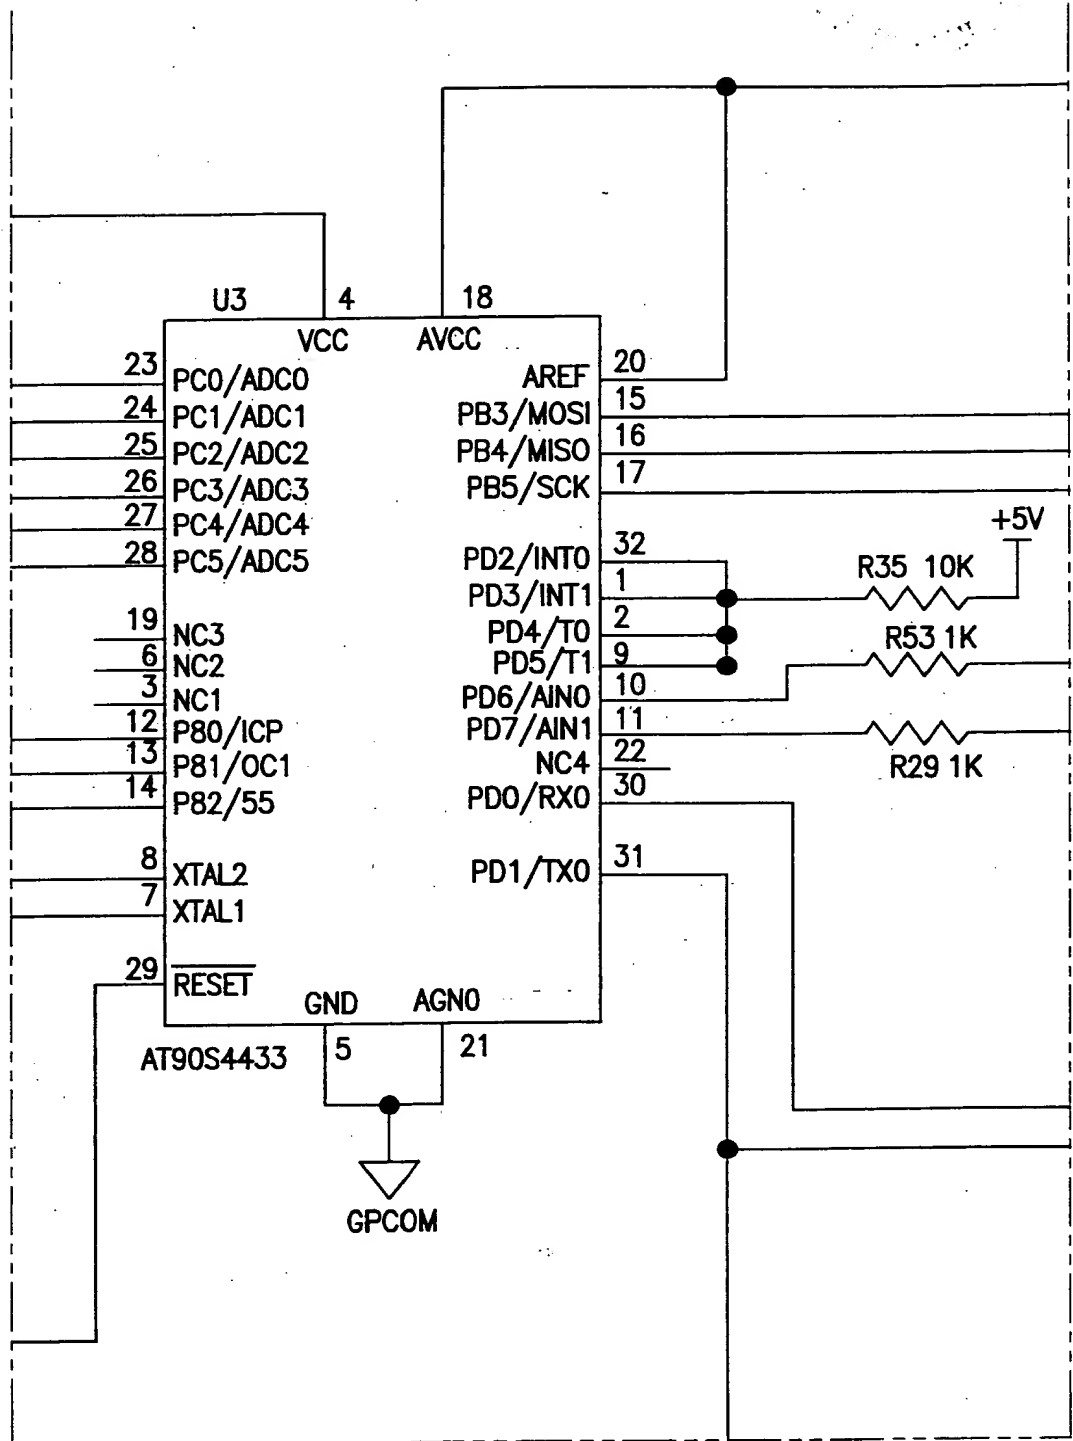 U3
4
18
VCC
AVCC
23 PC0/ADC0
24 PC1/ADC1
25 PC2/ADC2
26 PC3/ADC3
27 PC4/ADC4
28 PC5/ADC5
19 NC3
6 NC2
3 NC1
12 P80/ICP
13 P81/OC1
14 P82/55
8 XTAL2
7 XTAL1
29 RESET
AREF 20
PB3/MOSI 15
PB4/MISO 16
PB5/SCK 17
PD2/INT0 32
PD3/INT1 1
PD4/T0 2
PD5/T1 9
PD6/AIN0 10
PD7/AIN1 11
NC4 22
PD0/RX0 30
PD1/TX0 31
+5V
R35 10K
R53 1K
R29 1K
GND
AGN0
AT90S4433
5
21
GPCOM